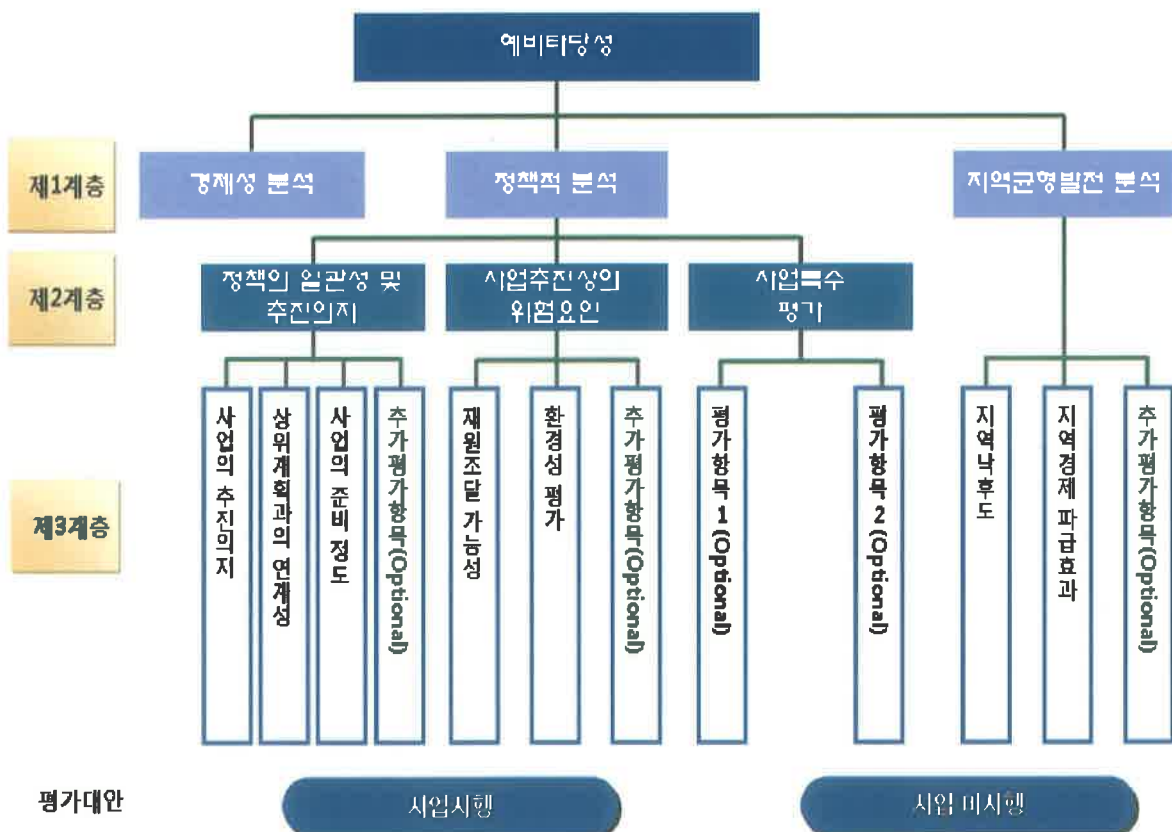 예비타당성
제1계층
경제성 분석
정책적 분석
지역균형발전 분석
제2계층
정책의 일관성 및
추진의지
사업추진상의
위험요인
사업특수
평가
제3계층
사업의 추진의지
상위계획과의 연계성
사업의 준비 정도
추가평가항목(Optional)
재원조달 가능성
환경성 평가
추가평가항목(Optional)
평가항목 1 (Optional)
평가항목 2 (Optional)
지역낙후도
지역경제 파급효과
추가평가항목(Optional)
평가대안
사업시행
사업 미시행